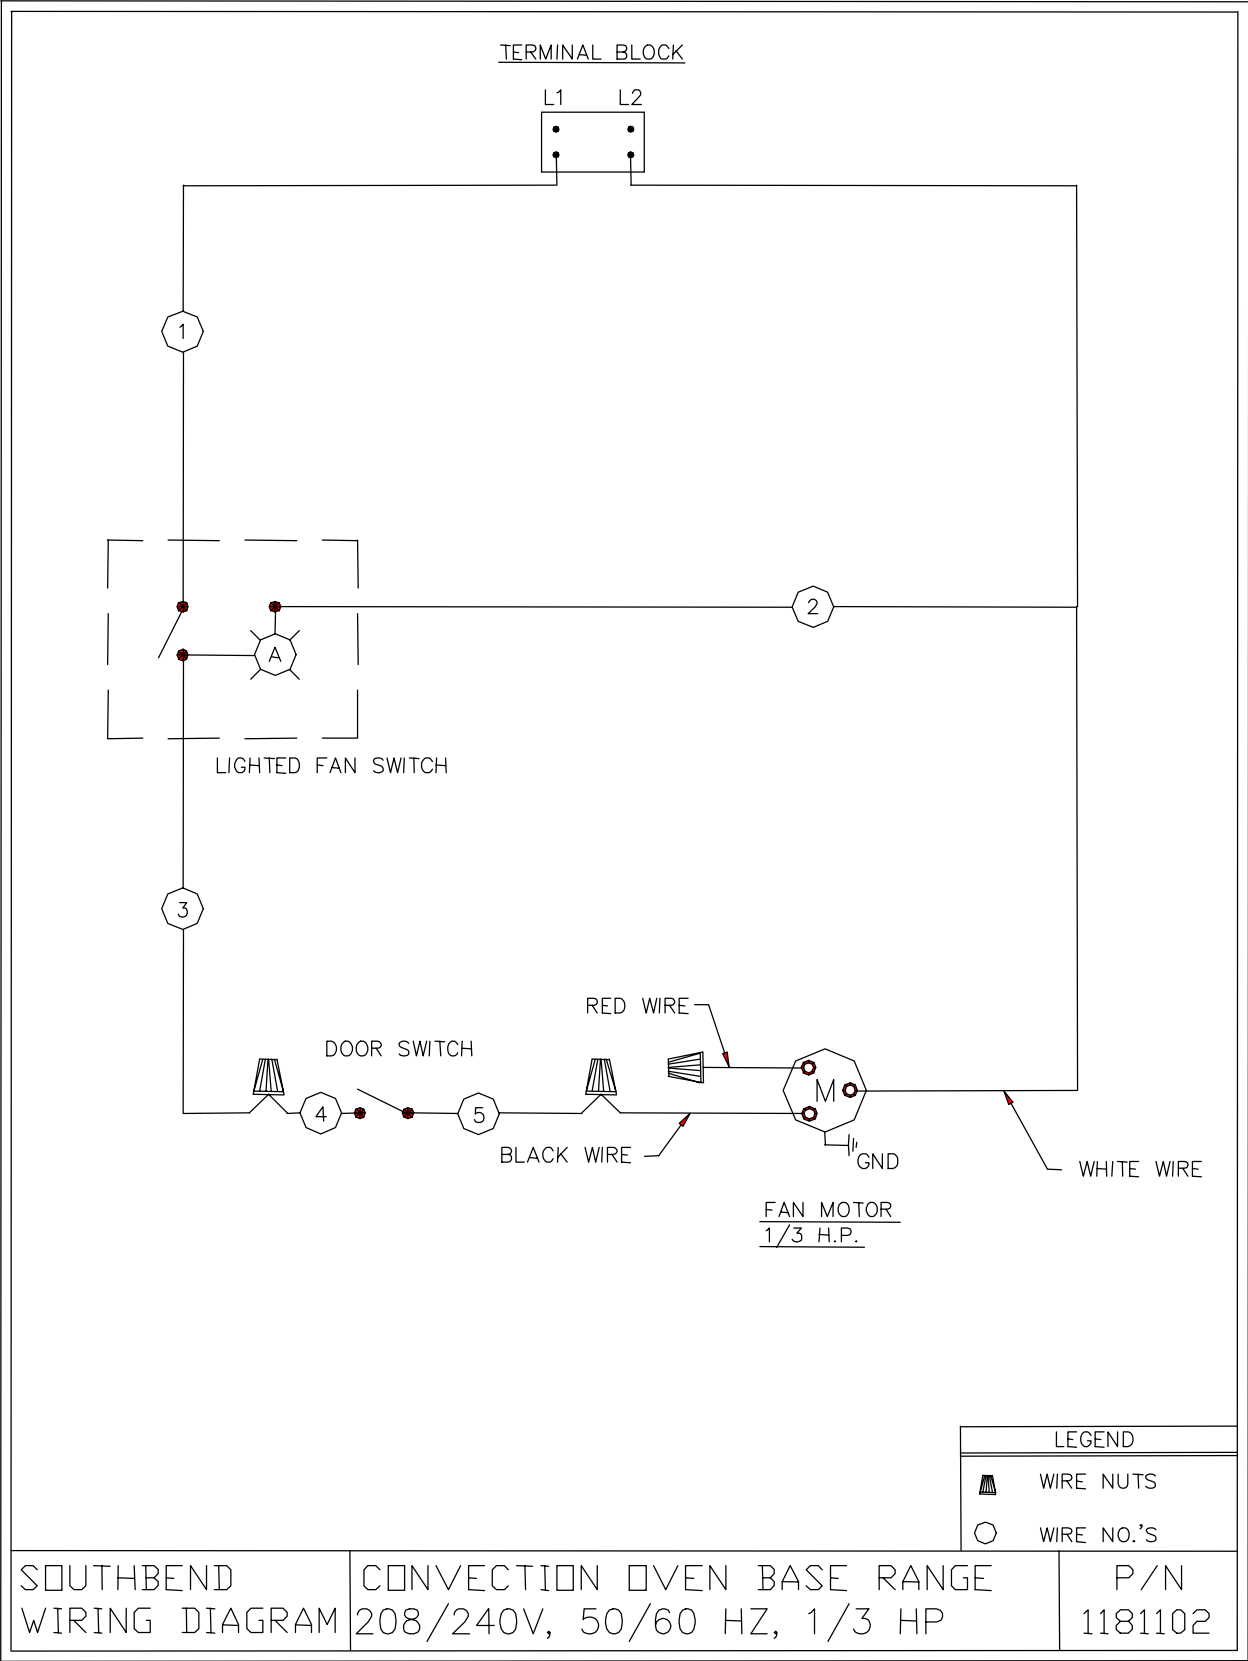 TERMINAL BLOCK
L1 L2
1
2
A
LIGHTED FAN SWITCH
3
RED WIRE
DOOR SWITCH
M
4 5
BLACK WIRE
GND
WHITE WIRE
FAN MOTOR
1/3 H.P.
LEGEND
WIRE NUTS
WIRE NO.'S
SOUTHBEND
WIRING DIAGRAM
CONVECTION OVEN BASE RANGE
208/240V, 50/60 HZ, 1/3 HP
P/N
1181102